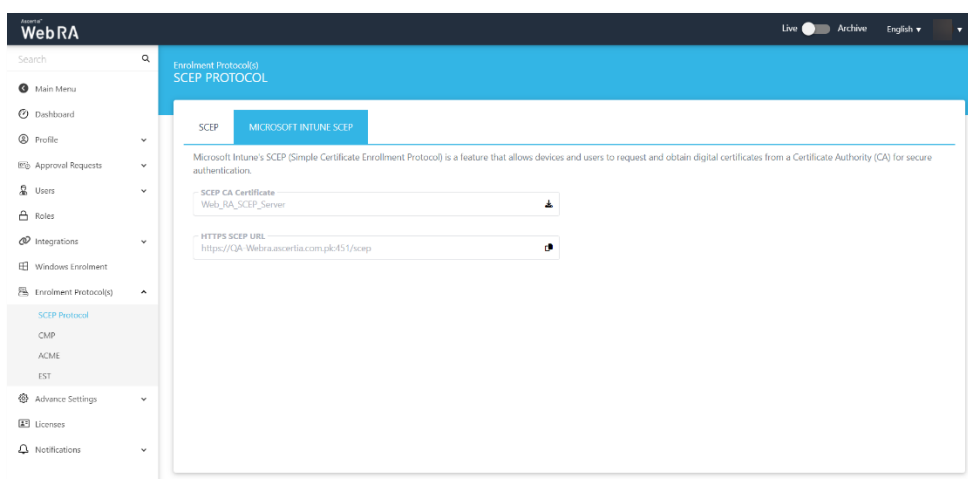 Ascertia
WebRA
Live
Archive
English
Search
Main Menu
Dashboard
Profile
Approval Requests
Users
Roles
Integrations
Windows Enrolment
Enrolment Protocol(s)
SCEP Protocol
CMP
ACME
EST
Advance Settings
Licenses
Notifications
Enrolment Protocol(s)
SCEP PROTOCOL
SCEP
MICROSOFT INTUNE SCEP
Microsoft Intune's SCEP (Simple Certificate Enrollment Protocol) is a feature that allows devices and users to request and obtain digital certificates from a Certificate Authority (CA) for secure
authentication.
SCEP CA Certificate
Web_RA_SCEP_Server
HTTPS SCEP URL
https://QA-Webra.ascertia.com.pk:451/scep